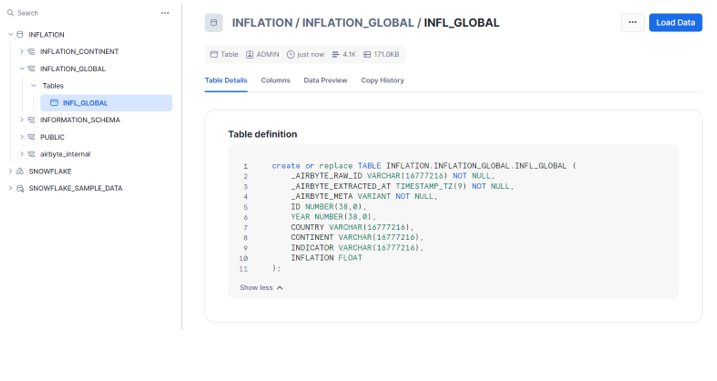 Search
INFLATION
INFLATION_CONTINENT
INFLATION_GLOBAL
Tables
INFL_GLOBAL
INFORMATION_SCHEMA
PUBLIC
airbyte_internal
SNOWFLAKE
SNOWFLAKE_SAMPLE_DATA
INFLATION / INFLATION_GLOBAL / INFL_GLOBAL
Load Data
Table ADMIN just now 4.1K 171.0KB
Table Details Columns Data Preview Copy History
Table definition
1 create or replace TABLE INFLATION.INFLATION_GLOBAL.INFL_GLOBAL (
2 _AIRBYTE_RAW_ID VARCHAR(16777216) NOT NULL,
3 _AIRBYTE_EXTRACTED_AT TIMESTAMP_TZ(9) NOT NULL,
4 _AIRBYTE_META VARIANT NOT NULL,
5 ID NUMBER(38,0),
6 YEAR NUMBER(38,0),
7 COUNTRY VARCHAR(16777216),
8 CONTINENT VARCHAR(16777216),
9 INDICATOR VARCHAR(16777216),
10 INFLATION FLOAT
11 );
Show less